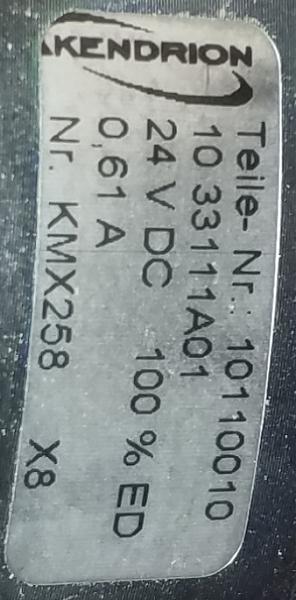 KENDRION
Teile- Nr.: 10110010
10 33111A01
24 V DC 100 % ED
0,61 A
Nr. KMX258 X8